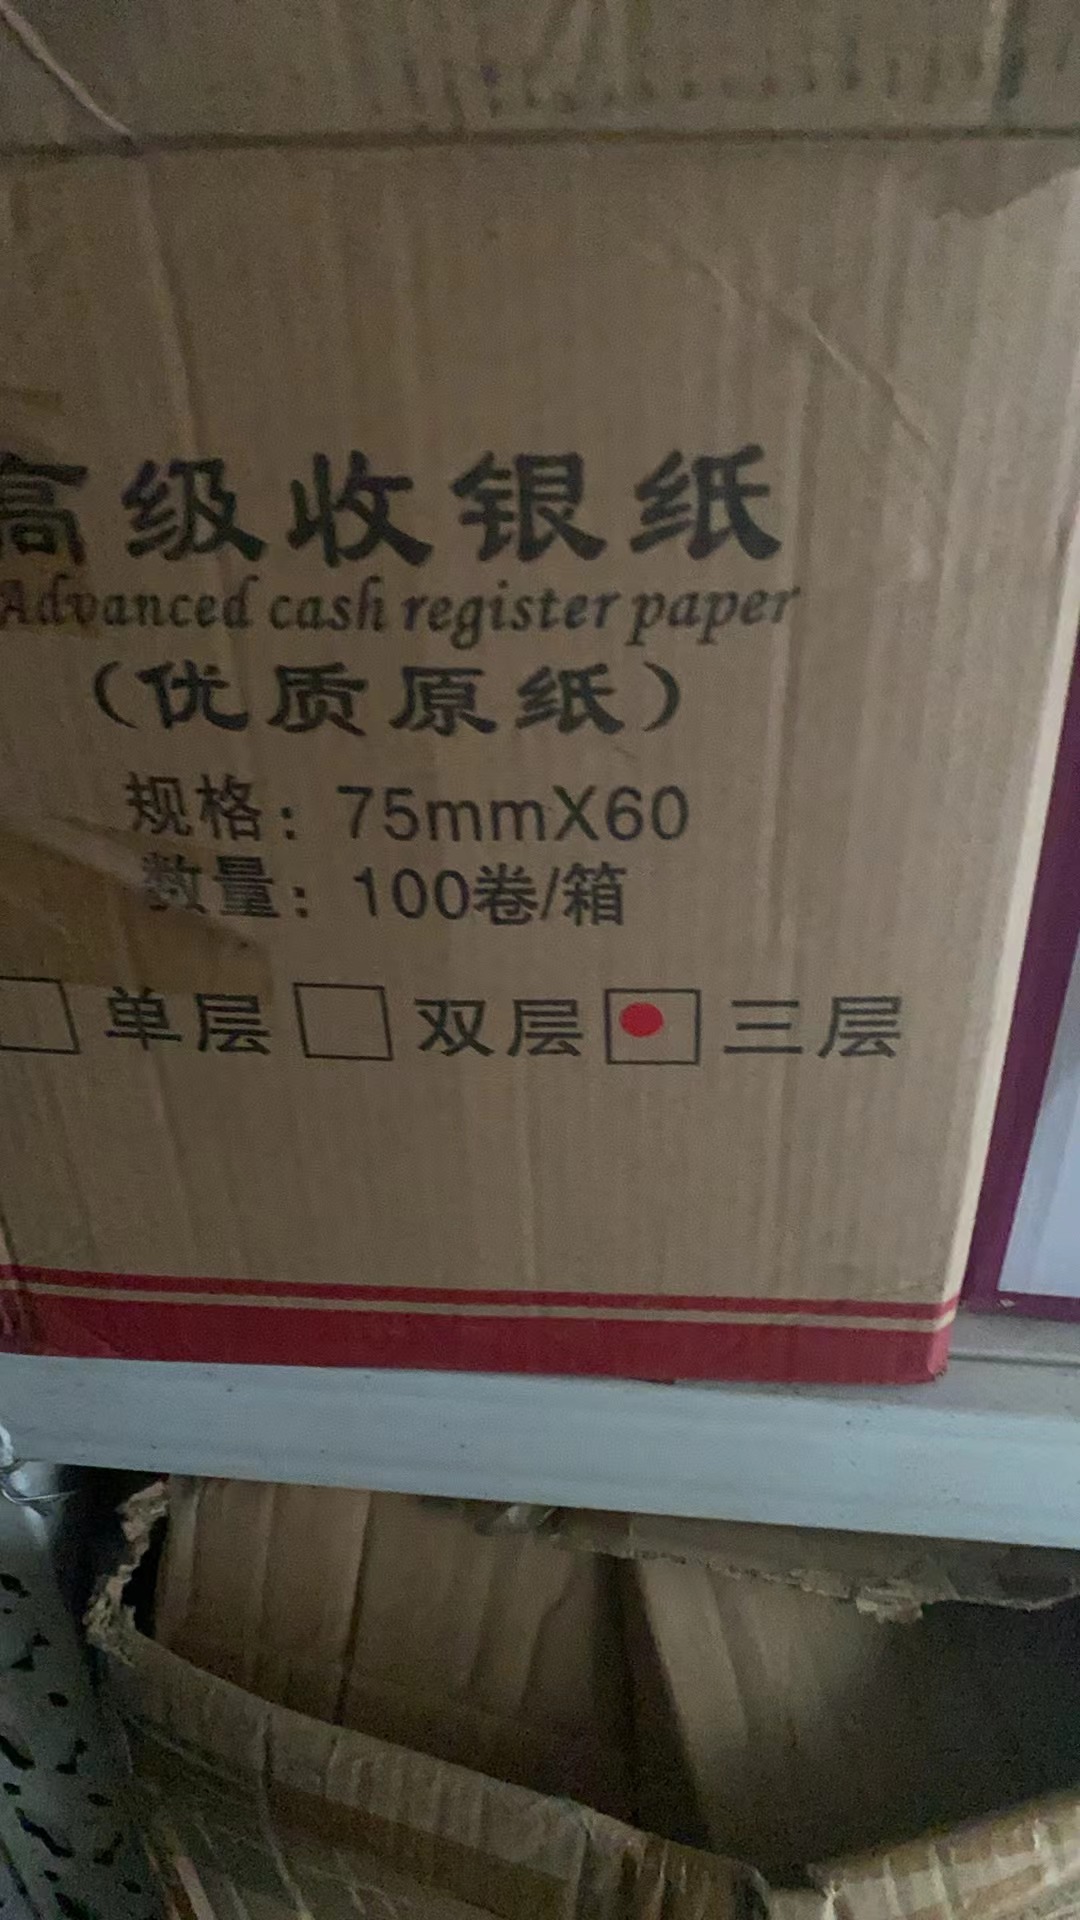 高级收银纸
Advanced cash register paper
（优质原纸）
规格：75mmX60
数量：100卷/箱
单层 双层 三层